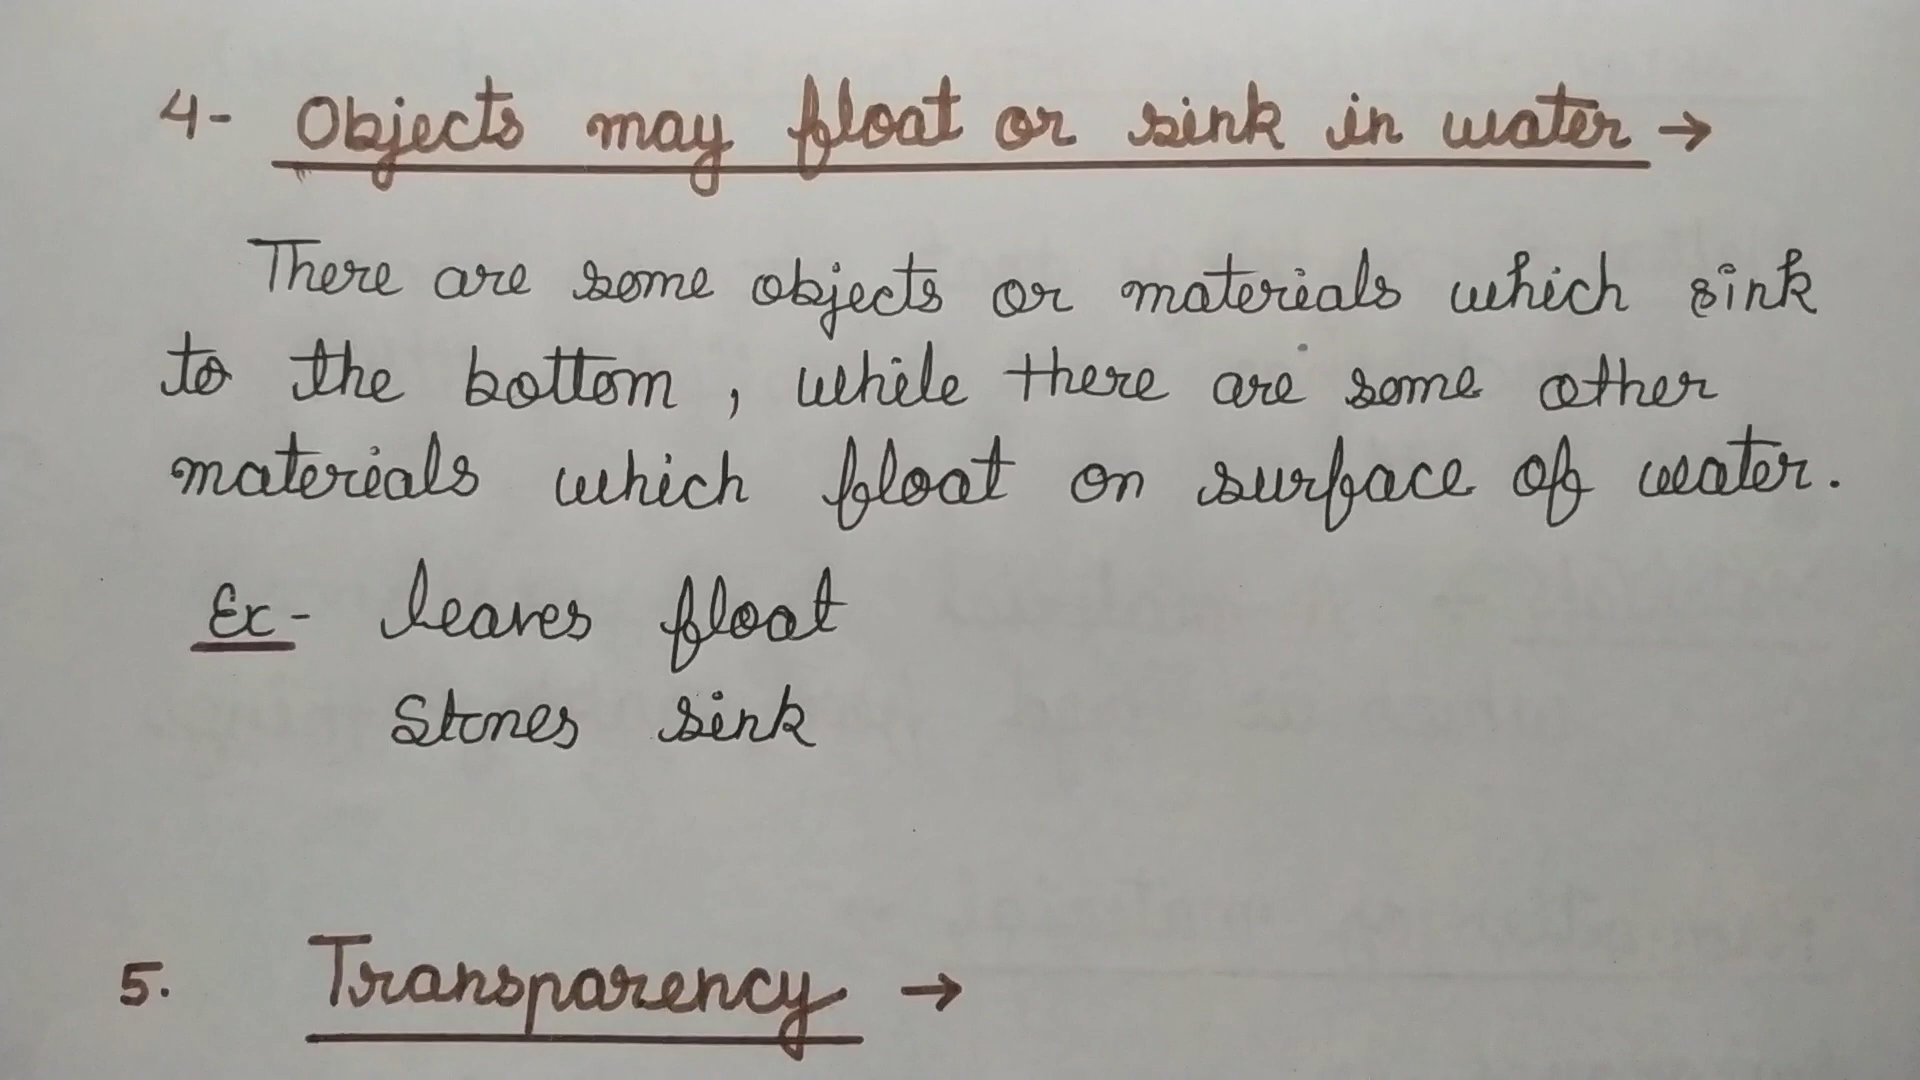 4- Objects may float or sink in water →
There are some objects or materials which sink
to the bottom, while there are some other
materials which float on surface of water.
Ex- leaves float
Stones sink
5. Transparency →